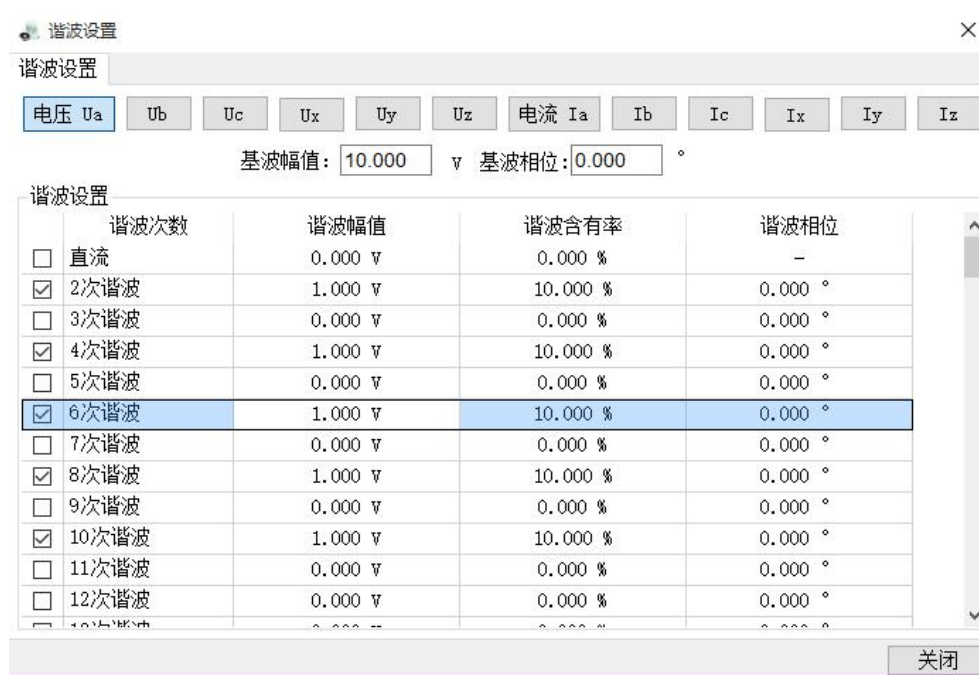 谐波设置
谐波设置
电压 Ua Ub Uc Ux Uy Uz 电流 Ia Ib Ic Ix Iy Iz
基波幅值: 10.000 V 基波相位: 0.000 °
谐波设置
谐波次数 谐波幅值 谐波含有率 谐波相位
直流 0.000 V 0.000 % -
2次谐波 1.000 V 10.000 % 0.000 °
3次谐波 0.000 V 0.000 % 0.000 °
4次谐波 1.000 V 10.000 % 0.000 °
5次谐波 0.000 V 0.000 % 0.000 °
6次谐波 1.000 V 10.000 % 0.000 °
7次谐波 0.000 V 0.000 % 0.000 °
8次谐波 1.000 V 10.000 % 0.000 °
9次谐波 0.000 V 0.000 % 0.000 °
10次谐波 1.000 V 10.000 % 0.000 °
11次谐波 0.000 V 0.000 % 0.000 °
12次谐波 0.000 V 0.000 % 0.000 °
关闭